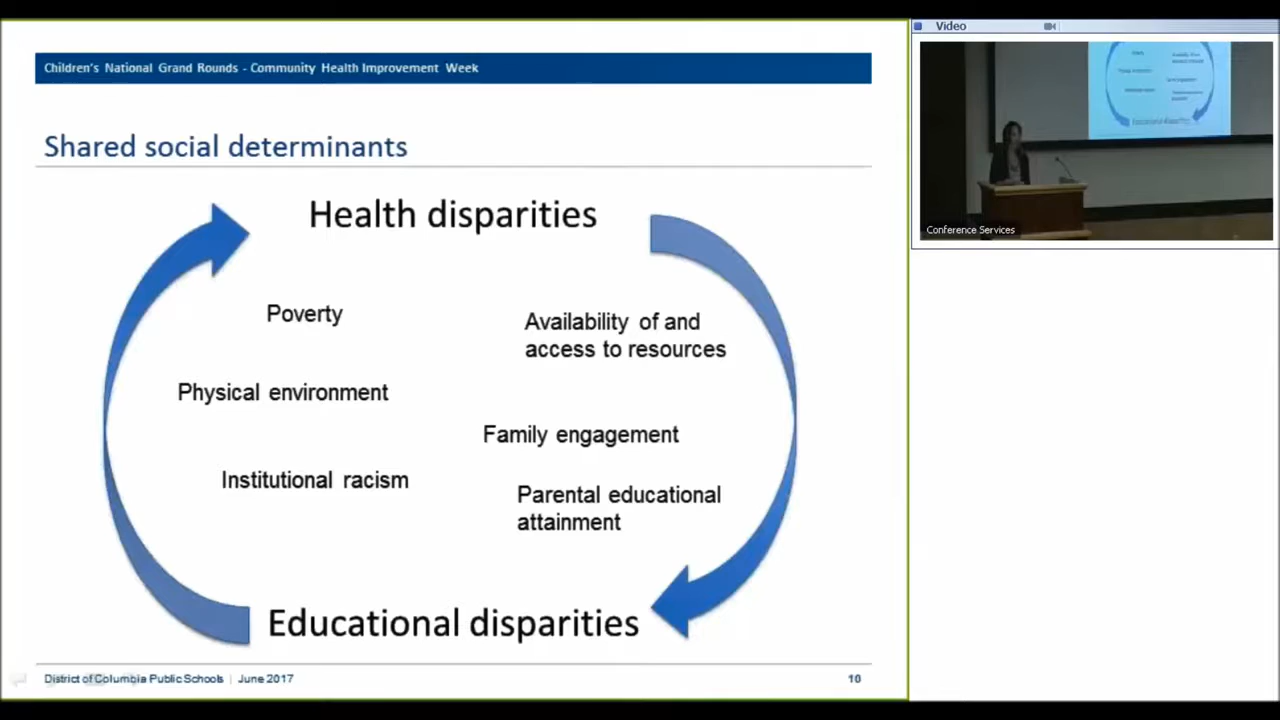 Children's National Grand Rounds - Community Health Improvement Week
Shared social determinants
Health disparities
Poverty
Availability of and
access to resources
Physical environment
Family engagement
Institutional racism
Parental educational
attainment
Educational disparities
District of Columbia Public Schools | June 2017
10
Video
Conference Services